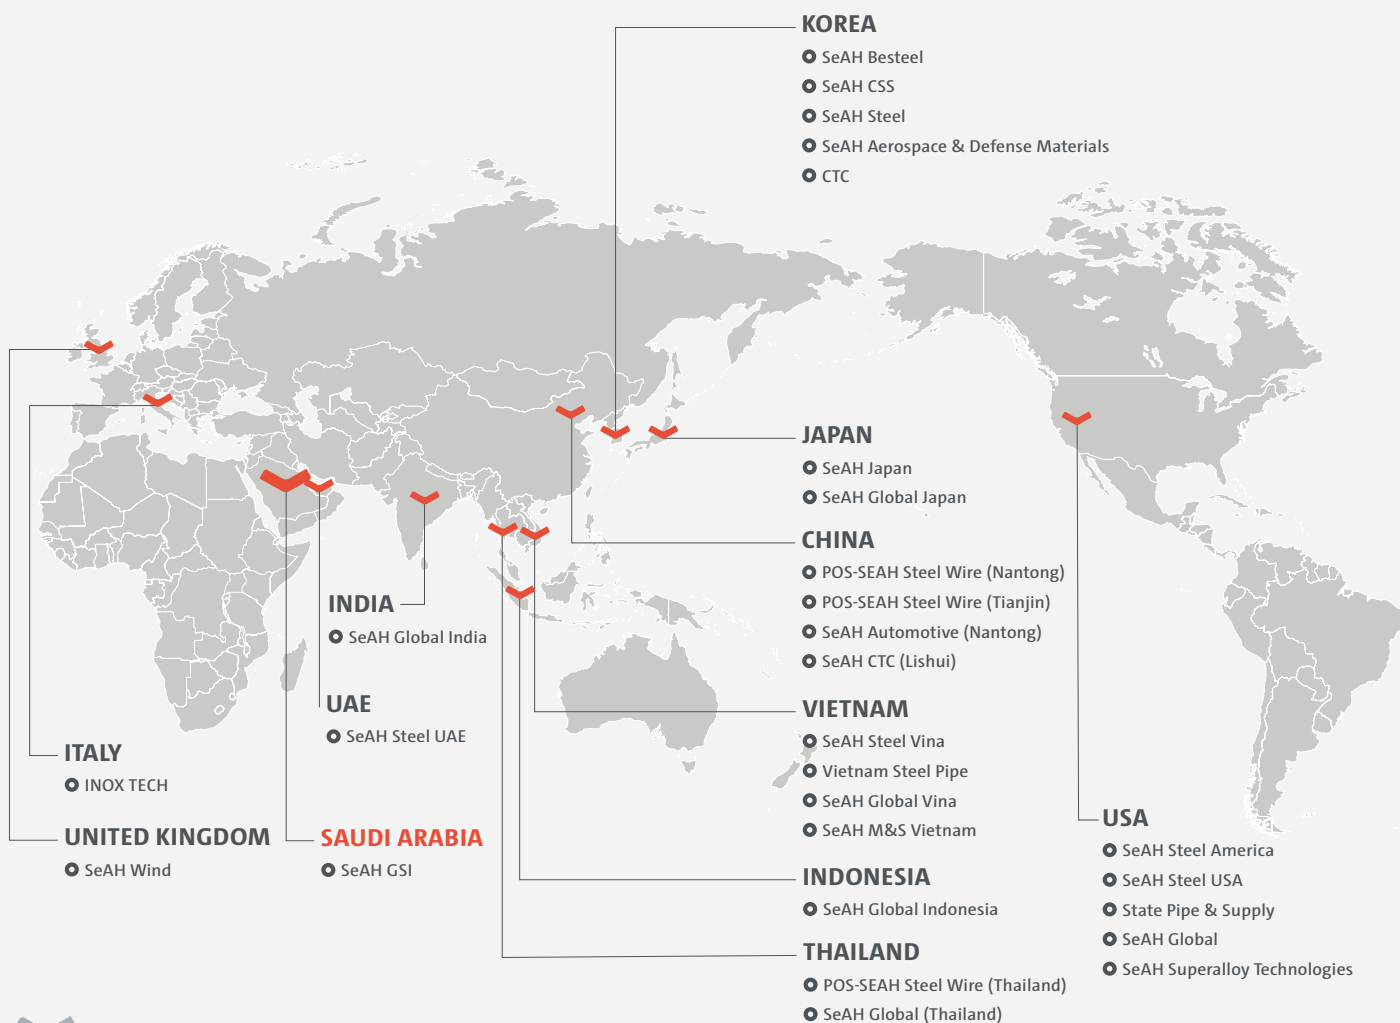 KOREA
SeAH Besteel
SeAH CSS
SeAH Steel
SeAH Aerospace & Defense Materials
CTC
JAPAN
SeAH Japan
SeAH Global Japan
CHINA
POS-SEAH Steel Wire (Nantong)
POS-SEAH Steel Wire (Tianjin)
SeAH Automotive (Nantong)
SeAH CTC (Lishui)
INDIA
SeAH Global India
UAE
SeAH Steel UAE
VIETNAM
SeAH Steel Vina
Vietnam Steel Pipe
SeAH Global Vina
SeAH M&S Vietnam
ITALY
INOX TECH
UNITED KINGDOM
SeAH Wind
SAUDI ARABIA
SeAH GSI
INDONESIA
SeAH Global Indonesia
THAILAND
POS-SEAH Steel Wire (Thailand)
SeAH Global (Thailand)
USA
SeAH Steel America
SeAH Steel USA
State Pipe & Supply
SeAH Global
SeAH Superalloy Technologies